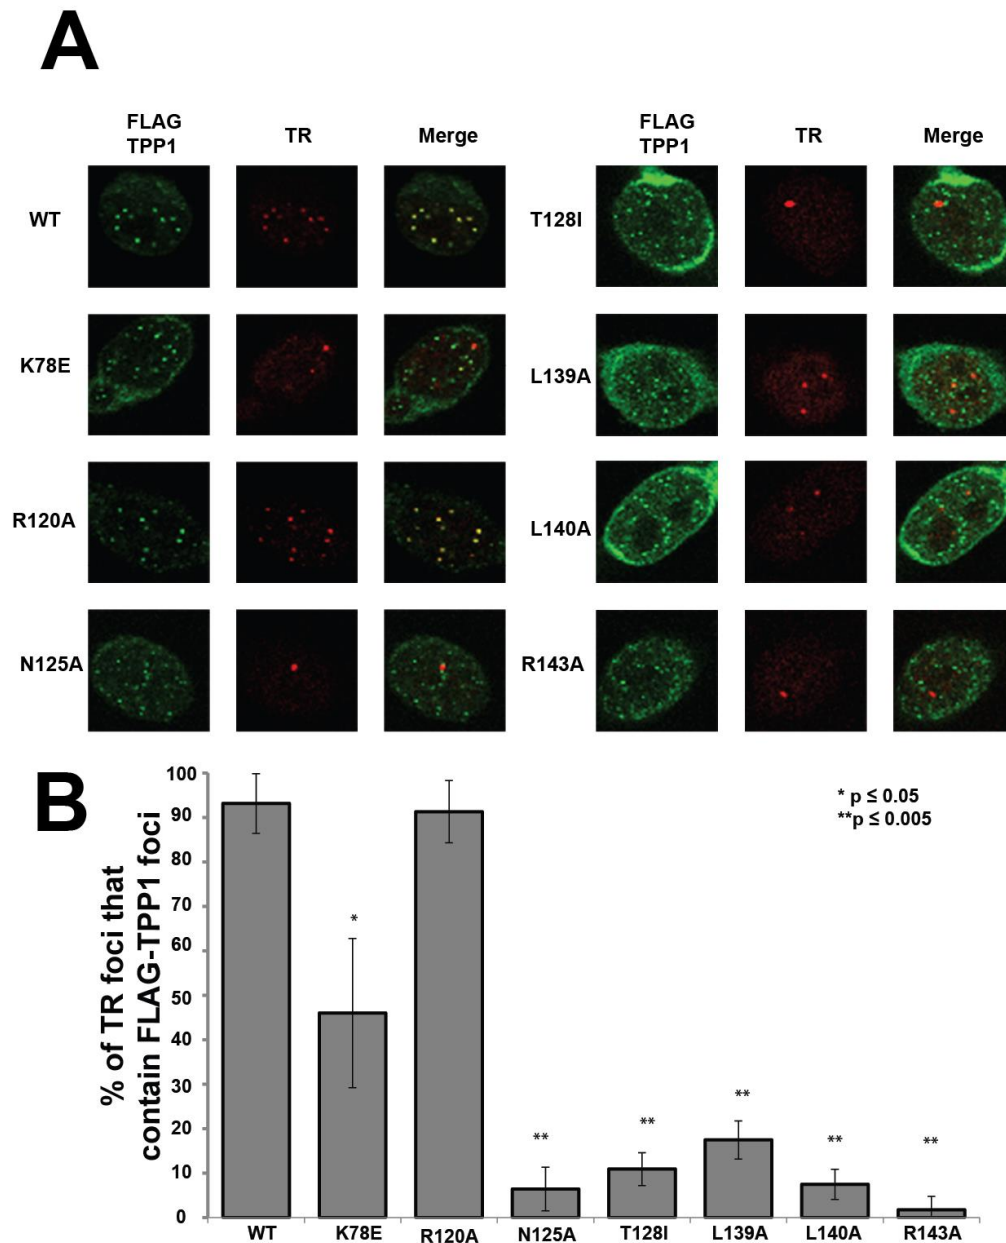 A
FLAG
TPP1
TR
Merge
FLAG
TPP1
TR
Merge
WT
T128I
K78E
L139A
R120A
L140A
N125A
R143A
B
% of TR foci that
contain FLAG-TPP1 foci
100
90
80
70
60
50
40
30
20
10
0
* p ≤ 0.05
**p ≤ 0.005
*
**
**
**
**
**
WT
K78E
R120A
N125A
T128I
L139A
L140A
R143A